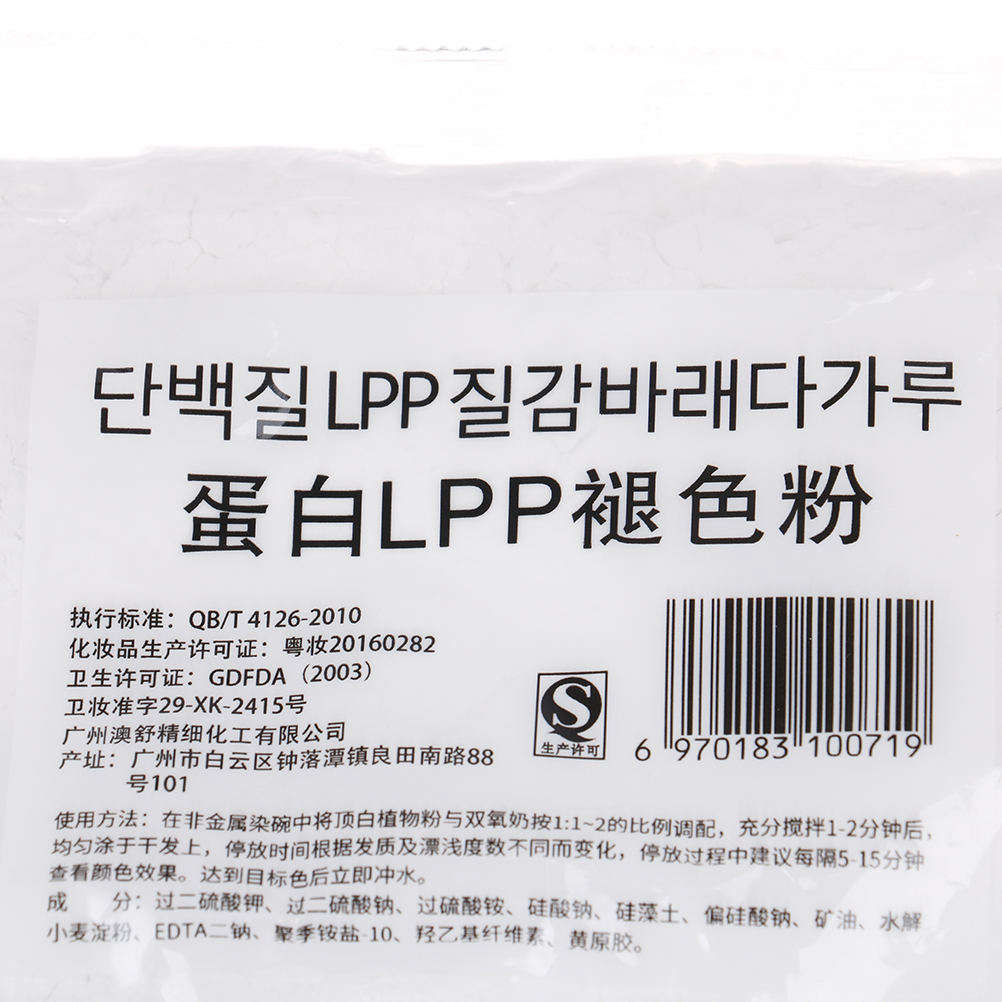 단백질LPP질감바래다가루
蛋白LPP褪色粉
执行标准：QB/T 4126-2010
化妆品生产许可证：粤妆20160282
卫生许可证：GDFDA（2003）
卫妆准字29-XK-2415号
广州澳舒精细化工有限公司
产址：广州市白云区钟落潭镇良田南路88
号101
生产许可
6 970183 100719
使用方法：在非金属染碗中将顶白植物粉与双氧奶按1:1~2的比例调配，充分搅拌1-2分钟后，
均匀涂于干发上，停放时间根据发质及漂浅度数不同而变化，停放过程中建议每隔5-15分钟
查看颜色效果。达到目标色后立即冲水。
成 分：过二硫酸钾、过二硫酸钠、过硫酸铵、硅酸钠、硅藻土、偏硅酸钠、矿油、水解
小麦淀粉、EDTA二钠、聚季铵盐-10、羟乙基纤维素、黄原胶。